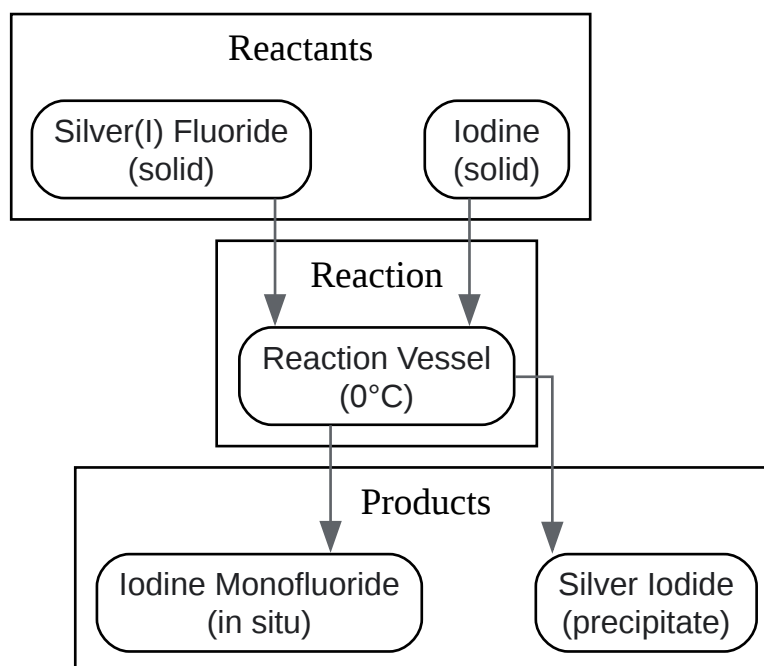 Reactants
Silver(I) Fluoride
(solid)
Iodine
(solid)
Reaction
Reaction Vessel
(0°C)
Products
Iodine Monofluoride
(in situ)
Silver Iodide
(precipitate)